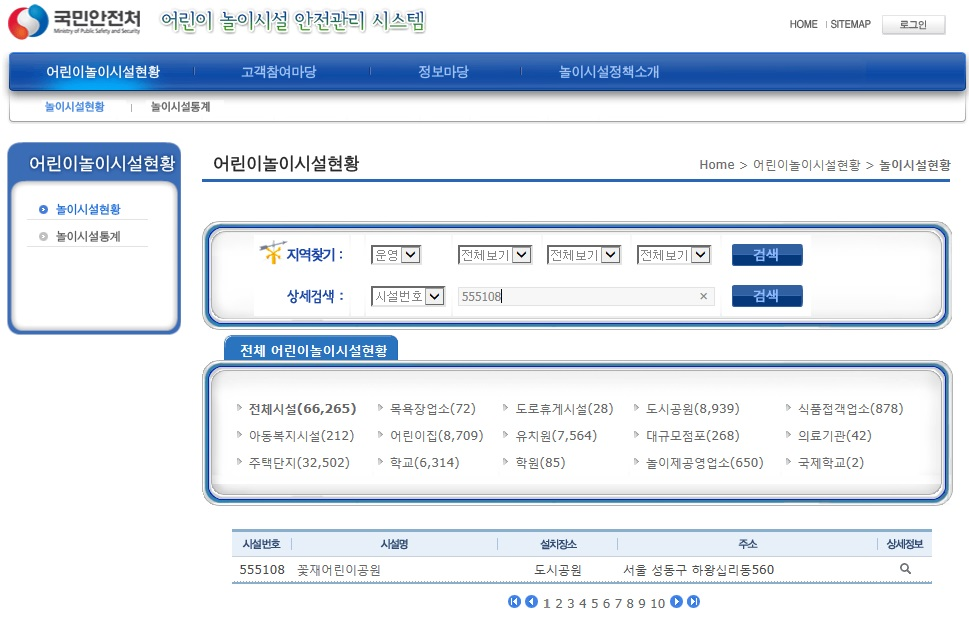 국민안전처 어린이 놀이시설 안전관리 시스템
Ministry of Public Safety and Security
HOME | SITEMAP 로그인
어린이놀이시설현황 고객참여마당 정보마당 놀이시설정책소개
놀이시설현황 | 놀이시설통계
어린이놀이시설현황
놀이시설현황
놀이시설통계
어린이놀이시설현황
Home > 어린이놀이시설현황 > 놀이시설현황
지역찾기 : 운영 전체보기 전체보기 전체보기 검색
상세검색 : 시설번호 555108 × 검색
전체 어린이놀이시설현황
전체시설(66,265) 목욕장업소(72) 도로휴게시설(28) 도시공원(8,939) 식품접객업소(878)
아동복지시설(212) 어린이집(8,709) 유치원(7,564) 대규모점포(268) 의료기관(42)
주택단지(32,502) 학교(6,314) 학원(85) 놀이제공영업소(650) 국제학교(2)
시설번호 시설명 설치장소 주소 상세정보
555108 꽃재어린이공원 도시공원 서울 성동구 하왕십리동560
1 2 3 4 5 6 7 8 9 10